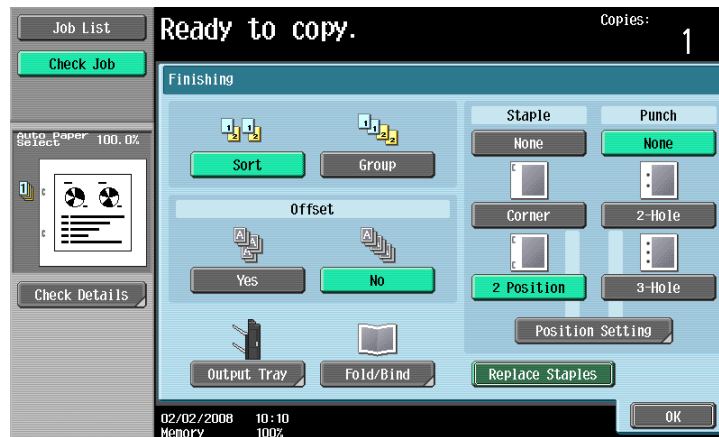 Job List
Check Job
Ready to copy.
Copies:
1
Finishing
Auto Paper
Select
100.0%
Sort
Group
Offset
Yes
No
Output Tray
Fold/Bind
Staple
Punch
None
None
Corner
2-Hole
2 Position
3-Hole
Position Setting
Replace Staples
Check Details
02/02/2008 10:10
Memory 100%
OK